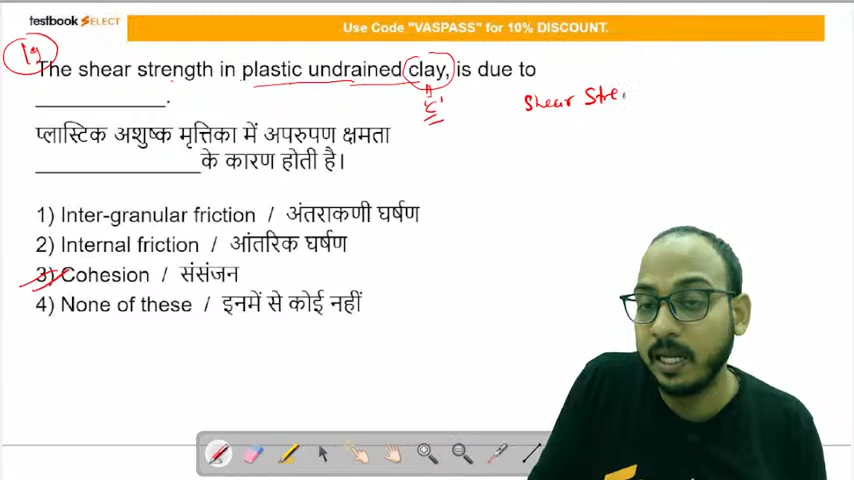 testbook SELECT
Use Code "VASPASS" for 10% DISCOUNT.
19
The shear strength in plastic undrained clay, is due to
____________.
c'
Shear Stre
प्लास्टिक अशुष्क मृत्तिका में अपरुपण क्षमता
_________________ के कारण होती है।
1) Inter-granular friction / अंतराकणी घर्षण
2) Internal friction / आंतरिक घर्षण
3) Cohesion / संसंजन
4) None of these / इनमें से कोई नहीं